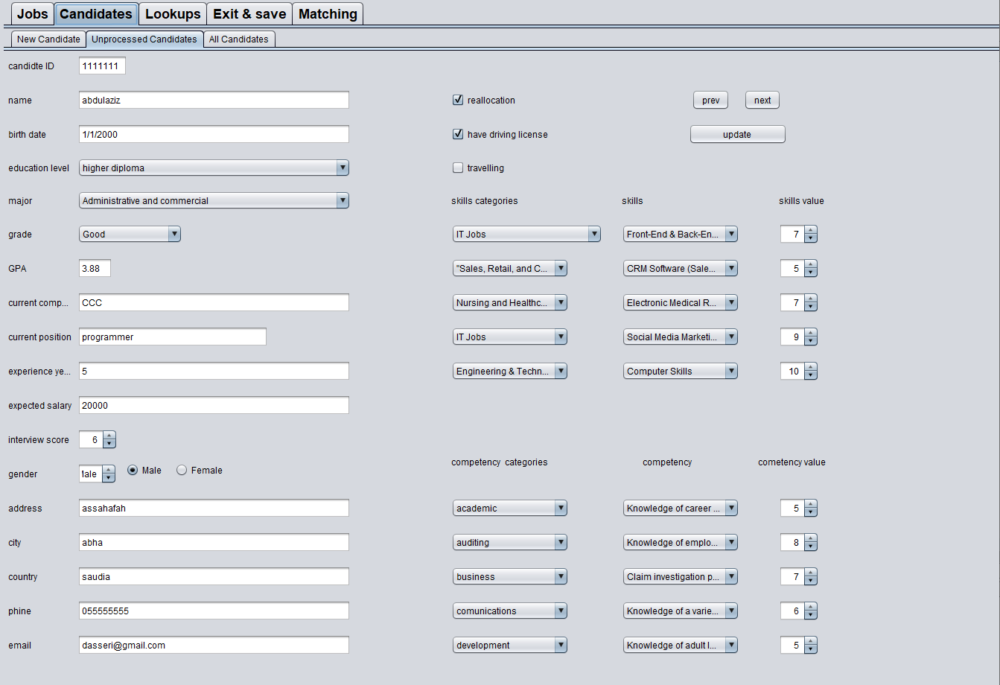 Jobs Candidates Lookups Exit & save Matching
New Candidate Unprocessed Candidates All Candidates
candidte ID 1111111
name abdulaziz reallocation prev next
birth date 1/1/2000 have driving license update
education level higher diploma travelling
major Administrative and commercial skills categories skills skills value
grade Good IT Jobs Front-End & Back-En... 7
GPA 3.88 "Sales, Retail, and C... CRM Software (Sale... 5
current comp... CCC Nursing and Healthc... Electronic Medical R... 7
current position programmer IT Jobs Social Media Marketi... 9
experience ye... 5 Engineering & Techn... Computer Skills 10
expected salary 20000
interview score 6
gender Male Male Female competency categories competency cometency value
address assahafah academic Knowledge of career ... 5
city abha auditing Knowledge of emplo... 8
country saudia business Claim investigation p... 7
phine 055555555 comunications Knowledge of a varie... 6
email dasseri@gmail.com development Knowledge of adult l... 5